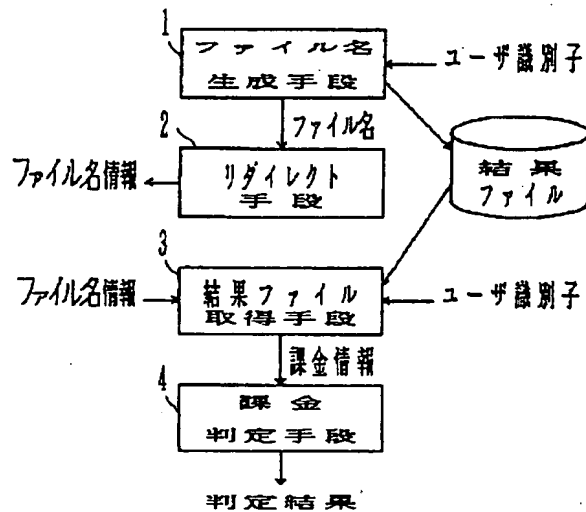 1
ファイル名
生成手段
ユーザ識別子
2
ファイル名
ファイル名情報
リダイレクト
手段
結果
ファイル
3
ファイル名情報
結果ファイル
取得手段
ユーザ識別子
課金情報
4
課金
判定手段
判定結果